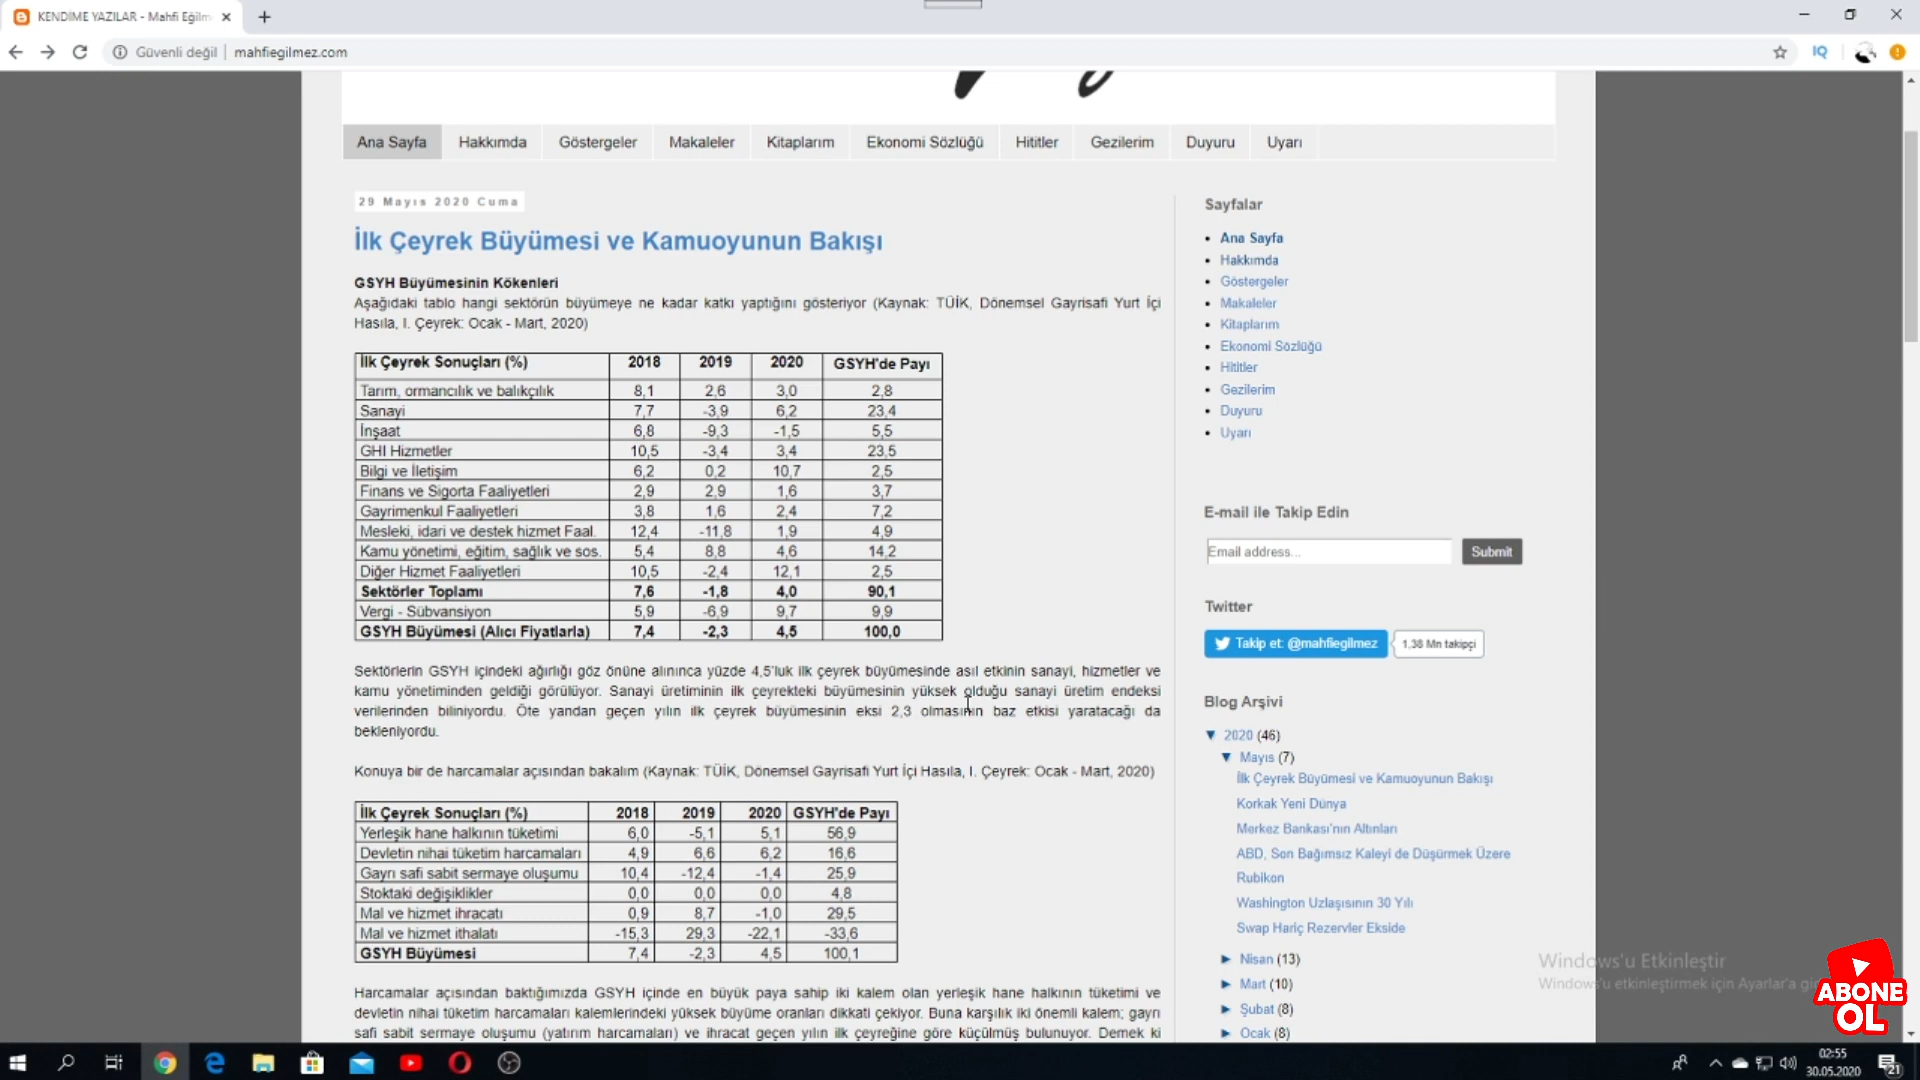 KENDİME YAZILAR - Mahfi Eğilm
Güvenli değil | mahfiegilmez.com
IQ
Ana Sayfa Hakkımda Göstergeler Makaleler Kitaplarım Ekonomi Sözlüğü Hititler Gezilerim Duyuru Uyarı
29 Mayıs 2020 Cuma
İlk Çeyrek Büyümesi ve Kamuoyunun Bakışı
GSYH Büyümesinin Kökenleri
Aşağıdaki tablo hangi sektörün büyümeye ne kadar katkı yaptığını gösteriyor (Kaynak: TÜİK, Dönemsel Gayrisafi Yurt İçi
Hasıla, I. Çeyrek: Ocak - Mart, 2020)
İlk Çeyrek Sonuçları (%) 2018 2019 2020 GSYH'de Payı
Tarım, ormancılık ve balıkçılık 8,1 2,6 3,0 2,8
Sanayi 7,7 -3,9 6,2 23,4
İnşaat 6,8 -9,3 -1,5 5,5
GHI Hizmetler 10,5 -3,4 3,4 23,5
Bilgi ve İletişim 6,2 0,2 10,7 2,5
Finans ve Sigorta Faaliyetleri 2,9 2,9 1,6 3,7
Gayrimenkul Faaliyetleri 3,8 1,6 2,4 7,2
Mesleki, idari ve destek hizmet Faal. 12,4 -11,8 1,9 4,9
Kamu yönetimi, eğitim, sağlık ve sos. 5,4 8,8 4,6 14,2
Diğer Hizmet Faaliyetleri 10,5 -2,4 12,1 2,5
Sektörler Toplamı 7,6 -1,8 4,0 90,1
Vergi - Sübvansiyon 5,9 -6,9 9,7 9,9
GSYH Büyümesi (Alıcı Fiyatlarla) 7,4 -2,3 4,5 100,0
Sektörlerin GSYH içindeki ağırlığı göz önüne alınınca yüzde 4,5'luk ilk çeyrek büyümesinde asıl etkinin sanayi, hizmetler ve
kamu yönetiminden geldiği görülüyor. Sanayi üretiminin ilk çeyrekteki büyümesinin yüksek olduğu sanayi üretim endeksi
verilerinden biliniyordu. Öte yandan geçen yılın ilk çeyrek büyümesinin eksi 2,3 olmasının baz etkisi yaratacağı da
bekleniyordu.
Konuya bir de harcamalar açısından bakalım (Kaynak: TÜİK, Dönemsel Gayrisafi Yurt İçi Hasıla, I. Çeyrek: Ocak - Mart, 2020)
İlk Çeyrek Sonuçları (%) 2018 2019 2020 GSYH'de Payı
Yerleşik hane halkının tüketimi 6,0 -5,1 5,1 56,9
Devletin nihai tüketim harcamaları 4,9 6,6 6,2 16,6
Gayrı safi sabit sermaye oluşumu 10,4 -12,4 -1,4 25,9
Stoktaki değişiklikler 0,0 0,0 0,0 4,8
Mal ve hizmet ihracatı 0,9 8,7 -1,0 29,5
Mal ve hizmet ithalatı -15,3 29,3 -22,1 -33,6
GSYH Büyümesi 7,4 -2,3 4,5 100,1
Harcamalar açısından baktığımızda GSYH içinde en büyük paya sahip iki kalem olan yerleşik hane halkının tüketimi ve
devletin nihai tüketim harcamaları kalemlerindeki yüksek büyüme oranları dikkati çekiyor. Buna karşılık iki önemli kalem; gayrı
safi sabit sermaye oluşumu (yatırım harcamaları) ve ihracat geçen yılın ilk çeyreğine göre küçülmüş bulunuyor. Demek ki
Sayfalar
Ana Sayfa
Hakkımda
Göstergeler
Makaleler
Kitaplarım
Ekonomi Sözlüğü
Hititler
Gezilerim
Duyuru
Uyarı
E-mail ile Takip Edin
Email address... Submit
Twitter
Takip et: @mahfiegilmez 1,38 Mn takipçi
Blog Arşivi
▼ 2020 (46)
▼ Mayıs (7)
İlk Çeyrek Büyümesi ve Kamuoyunun Bakışı
Korkak Yeni Dünya
Merkez Bankası'nın Altınları
ABD, Son Bağımsız Kaleyi de Düşürmek Üzere
Rubikon
Washington Uzlaşısının 30 Yılı
Swap Hariç Rezervler Ekside
► Nisan (13)
► Mart (10)
► Şubat (8)
► Ocak (8)
Windows'u Etkinleştir
Windows'u etkinleştirmek için Ayarlar'a
ABONE
OL
02:55
30.05.2020
21